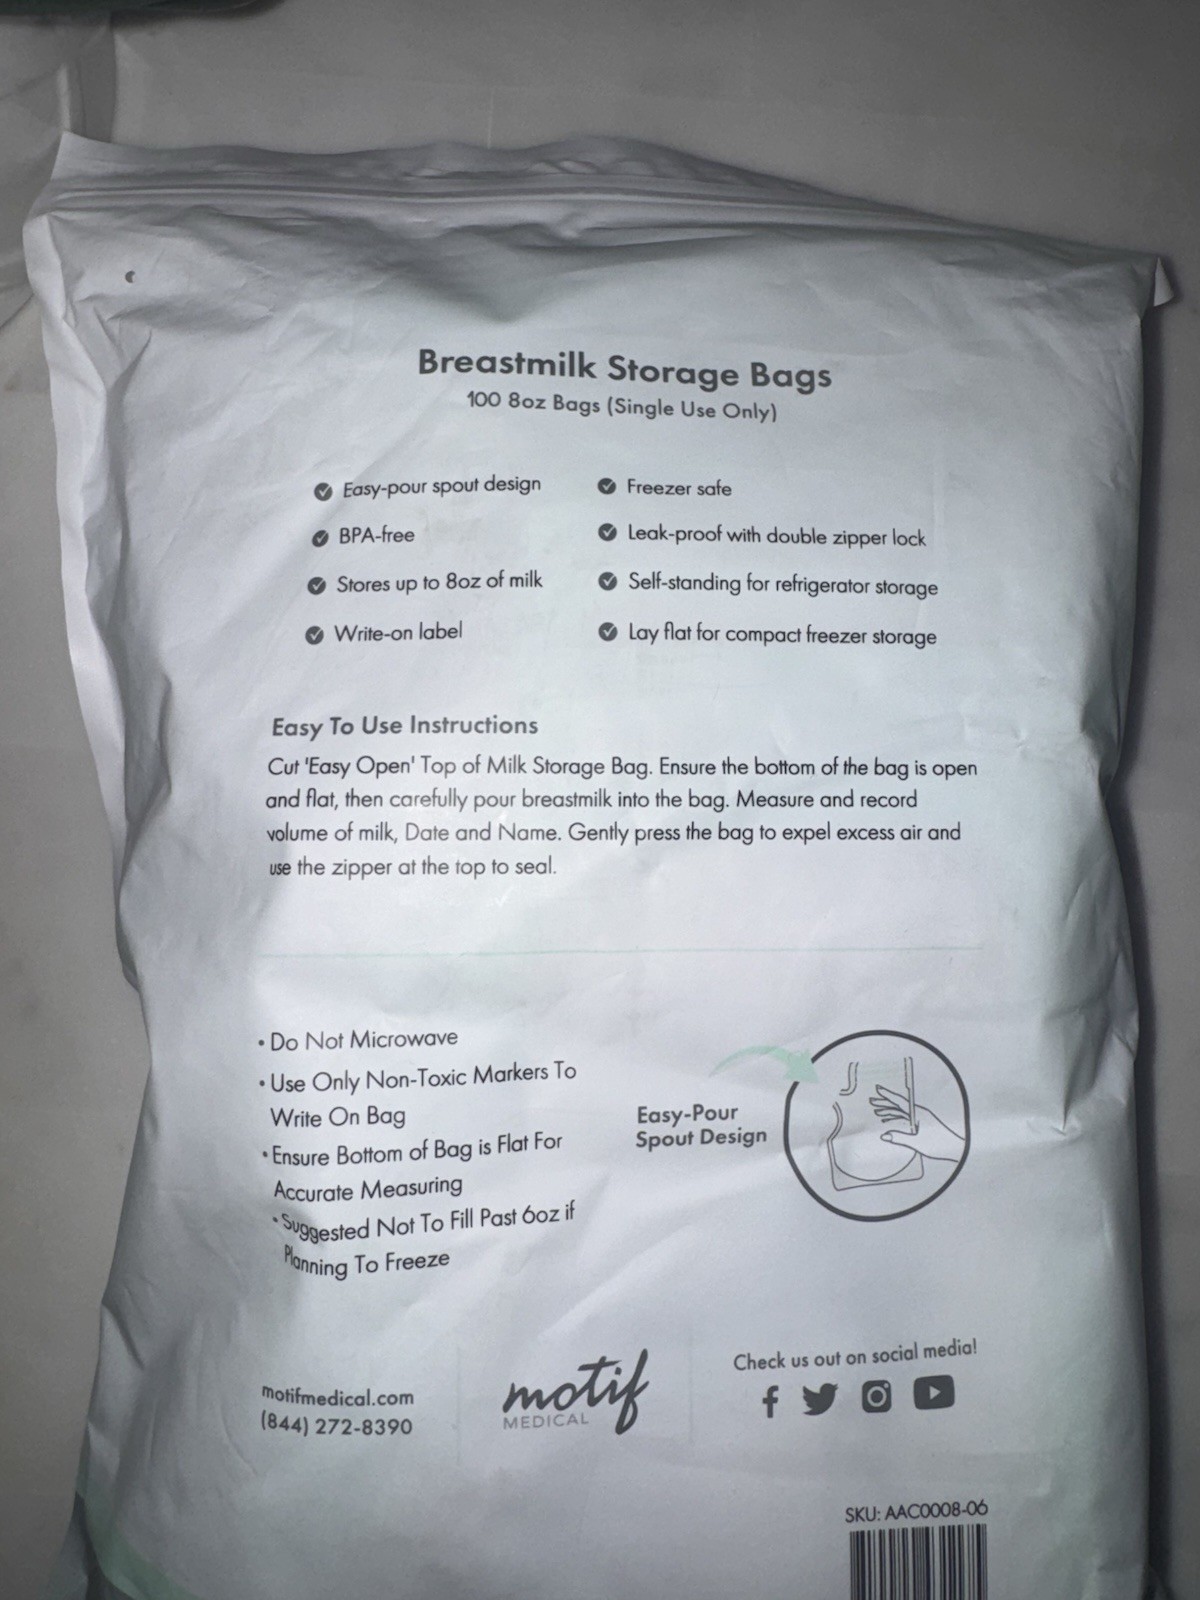 Breastmilk Storage Bags
100 8oz Bags (Single Use Only)
Easy-pour spout design
BPA-free
Stores up to 8oz of milk
Write-on label
Freezer safe
Leak-proof with double zipper lock
Self-standing for refrigerator storage
Lay flat for compact freezer storage
Easy To Use Instructions
Cut 'Easy Open' Top of Milk Storage Bag. Ensure the bottom of the bag is open
and flat, then carefully pour breastmilk into the bag. Measure and record
volume of milk, Date and Name. Gently press the bag to expel excess air and
use the zipper at the top to seal.
• Do Not Microwave
• Use Only Non-Toxic Markers To
Write On Bag
• Ensure Bottom of Bag is Flat For
Accurate Measuring
• Suggested Not To Fill Past 6oz if
Planning To Freeze
Easy-Pour
Spout Design
motifmedical.com
(844) 272-8390
motif
MEDICAL
Check us out on social media!
SKU: AAC0008-06